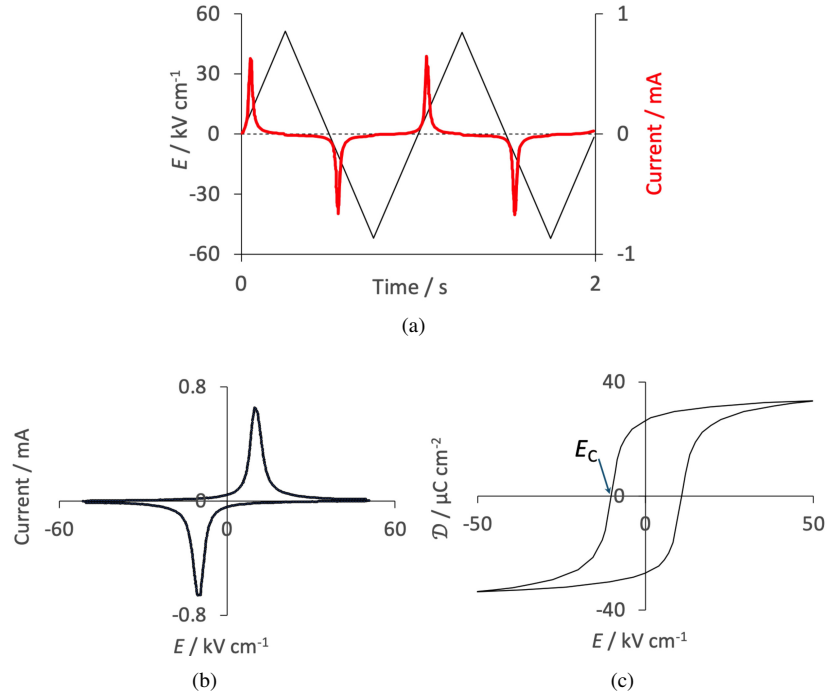 60
30
0
-30
-60
E / kV cm⁻¹
1
0
-1
Current / mA
0
2
Time / s
(a)
0.8
0
-0.8
-60
0
60
Current / mA
E / kV cm⁻¹
(b)
40
0
-40
-50
0
50
E_C
𝒟 / µC cm⁻²
E / kV cm⁻¹
(c)